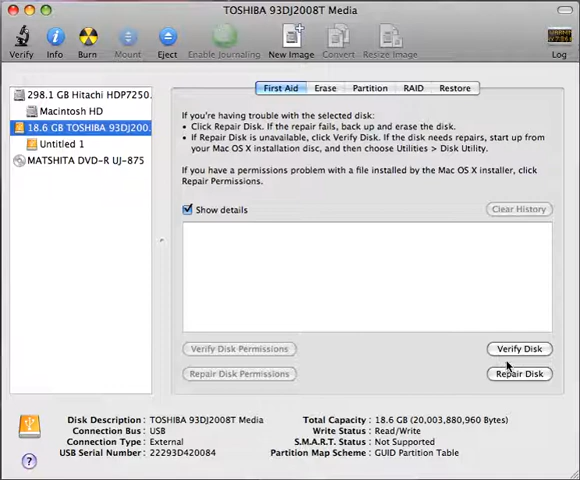 TOSHIBA 93DJ2008T Media
Verify
Info
Burn
Mount
Eject
Enable Journaling
New Image
Convert
Resize Image
Log
298.1 GB Hitachi HDP7250.
Macintosh HD
18.6 GB TOSHIBA 93DJ200.
Untitled 1
MATSHITA DVD-R UJ-875
First Aid
Erase
Partition
RAID
Restore
If you're having trouble with the selected disk:
• Click Repair Disk. If the repair fails, back up and erase the disk.
• If Repair Disk is unavailable, click Verify Disk. If the disk needs repairs, start up from
your Mac OS X installation disc, and then choose Utilities > Disk Utility.
If you have a permissions problem with a file installed by the Mac OS X installer, click
Repair Permissions.
Show details
Clear History
Verify Disk Permissions
Verify Disk
Repair Disk Permissions
Repair Disk
Disk Description : TOSHIBA 93DJ2008T Media
Connection Bus : USB
Connection Type : External
USB Serial Number : 22293D420084
Total Capacity : 18.6 GB (20,003,880,960 Bytes)
Write Status : Read/Write
S.M.A.R.T. Status : Not Supported
Partition Map Scheme : GUID Partition Table
?